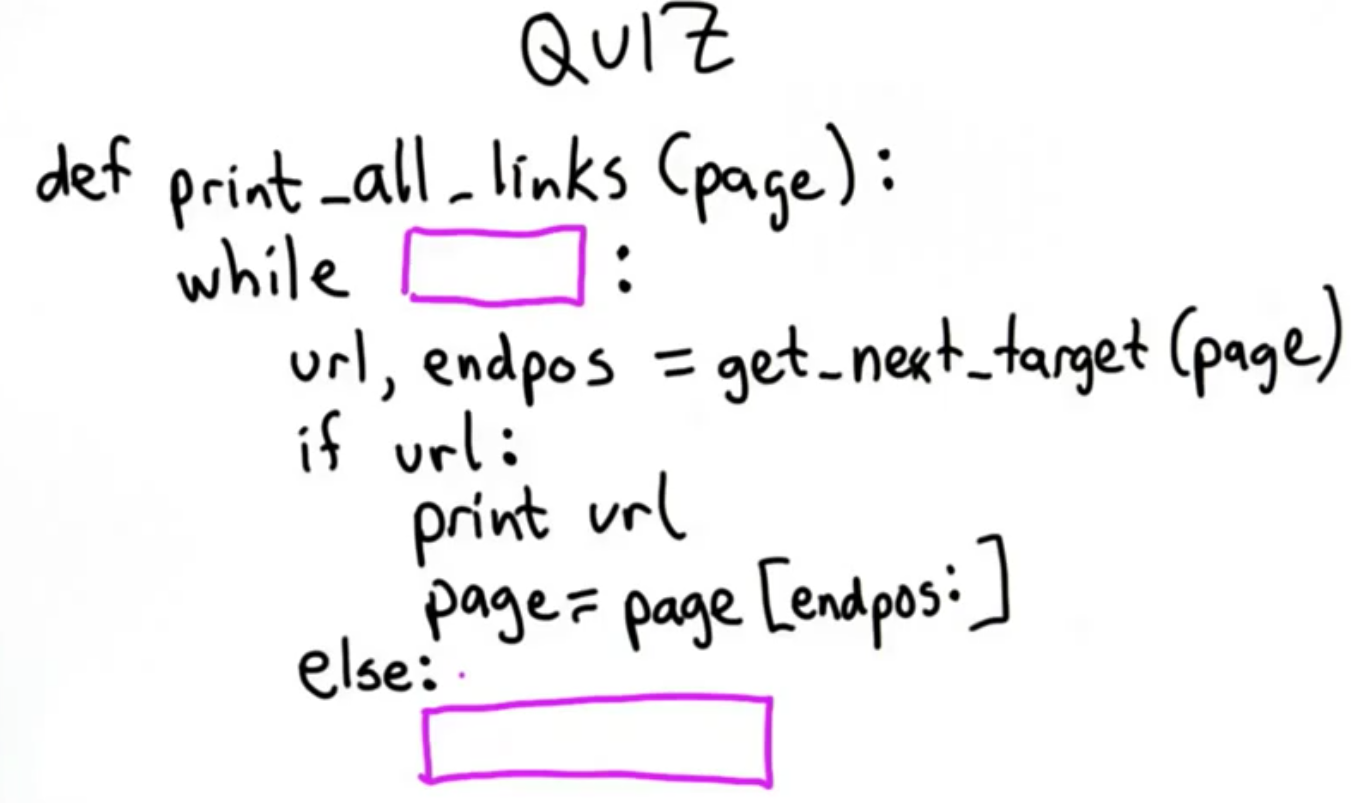 QUIZ
def print_all_links (page):
while :
url, endpos = get_next_target (page)
if url:
print url
page = page [endpos:]
else: